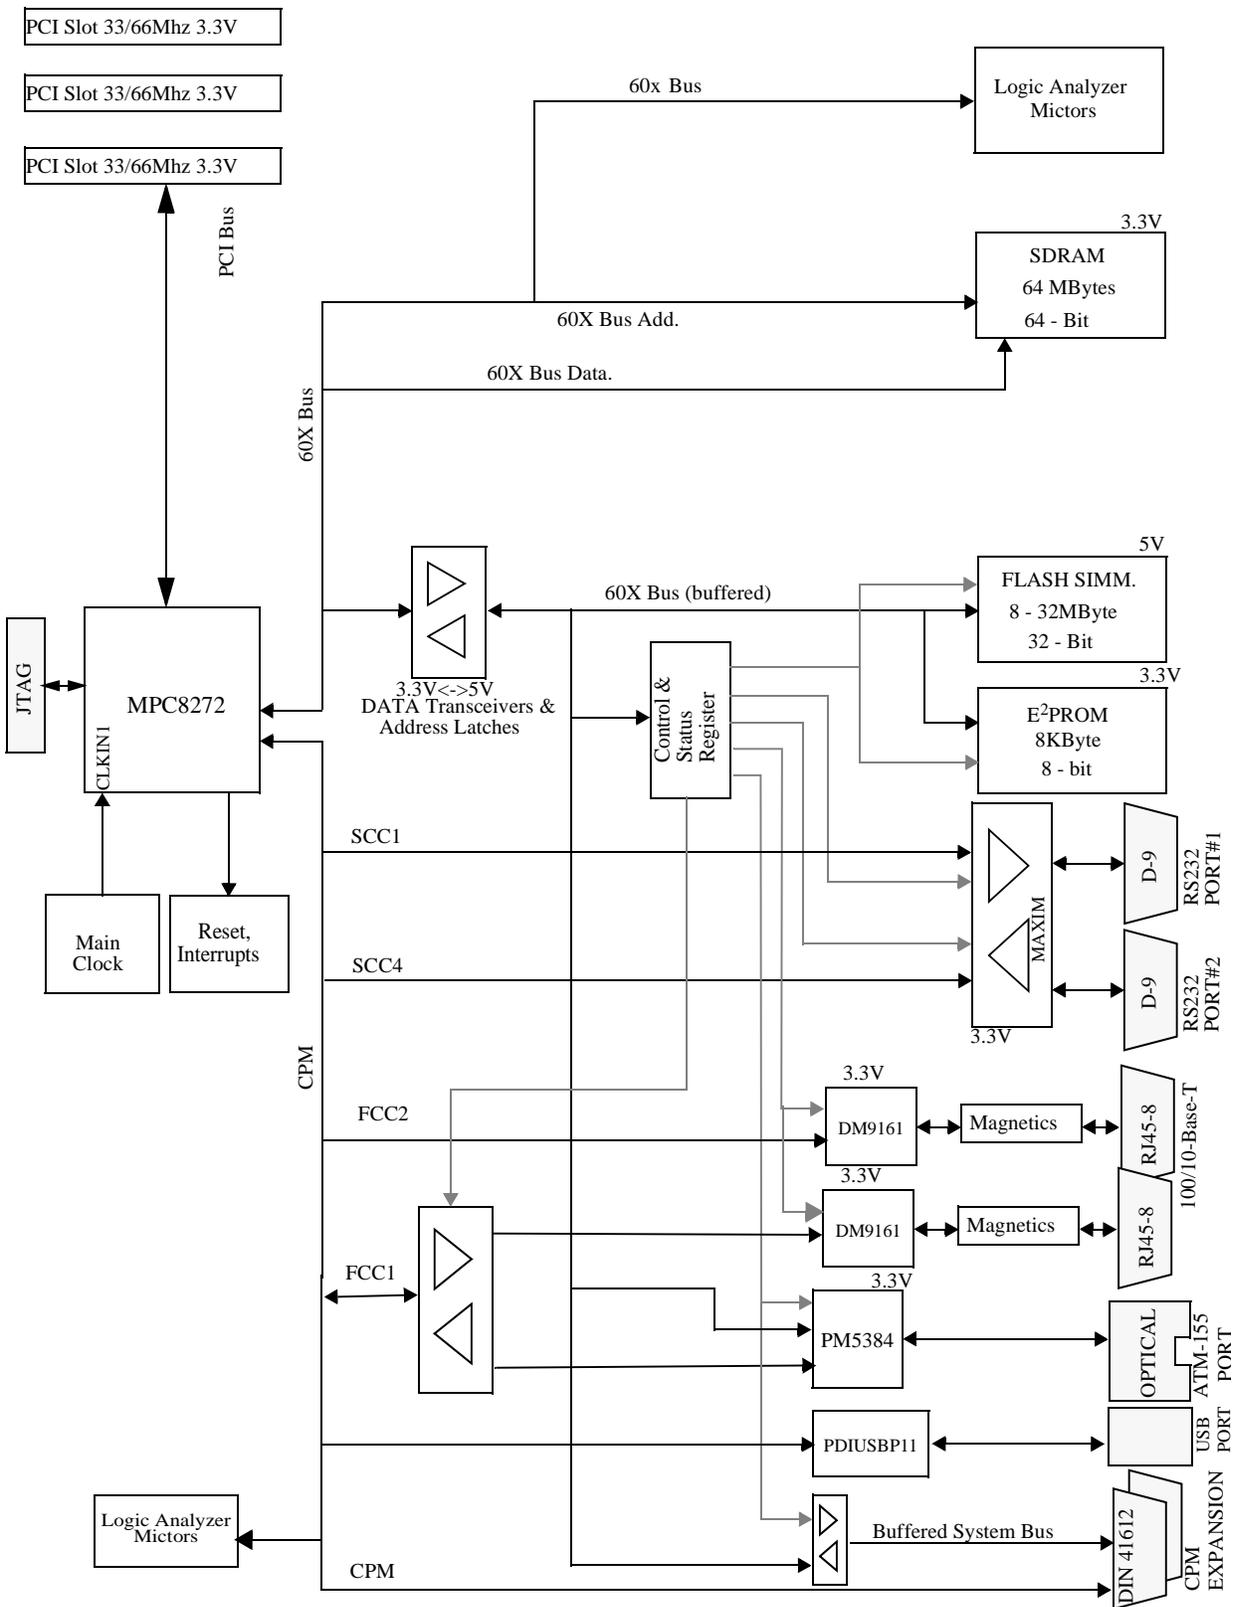 PCI Slot 33/66Mhz 3.3V
PCI Slot 33/66Mhz 3.3V
PCI Slot 33/66Mhz 3.3V
PCI Bus
60x Bus
Logic Analyzer
Mictors
3.3V
SDRAM
64 MBytes
64 - Bit
60X Bus Add.
60X Bus Data.
60X Bus
5V
FLASH SIMM.
8 - 32MByte
32 - Bit
60X Bus (buffered)
3.3V<->5V
DATA Transceivers &
Address Latches
Control &
Status
Register
3.3V
E2PROM
8KByte
8 - bit
JTAG
MPC8272
CLKIN1
Main
Clock
Reset,
Interrupts
SCC1
SCC4
MAXIM
3.3V
D-9
RS232
PORT#1
D-9
RS232
PORT#2
CPM
FCC2
3.3V
DM9161
Magnetics
RJ45-8
100/10-Base-T
3.3V
DM9161
Magnetics
RJ45-8
FCC1
3.3V
PM5384
OPTICAL
ATM-155
PORT
PDIUSBP11
USB
PORT
Logic Analyzer
Mictors
Buffered System Bus
CPM
DIN 41612
CPM
EXPANSION